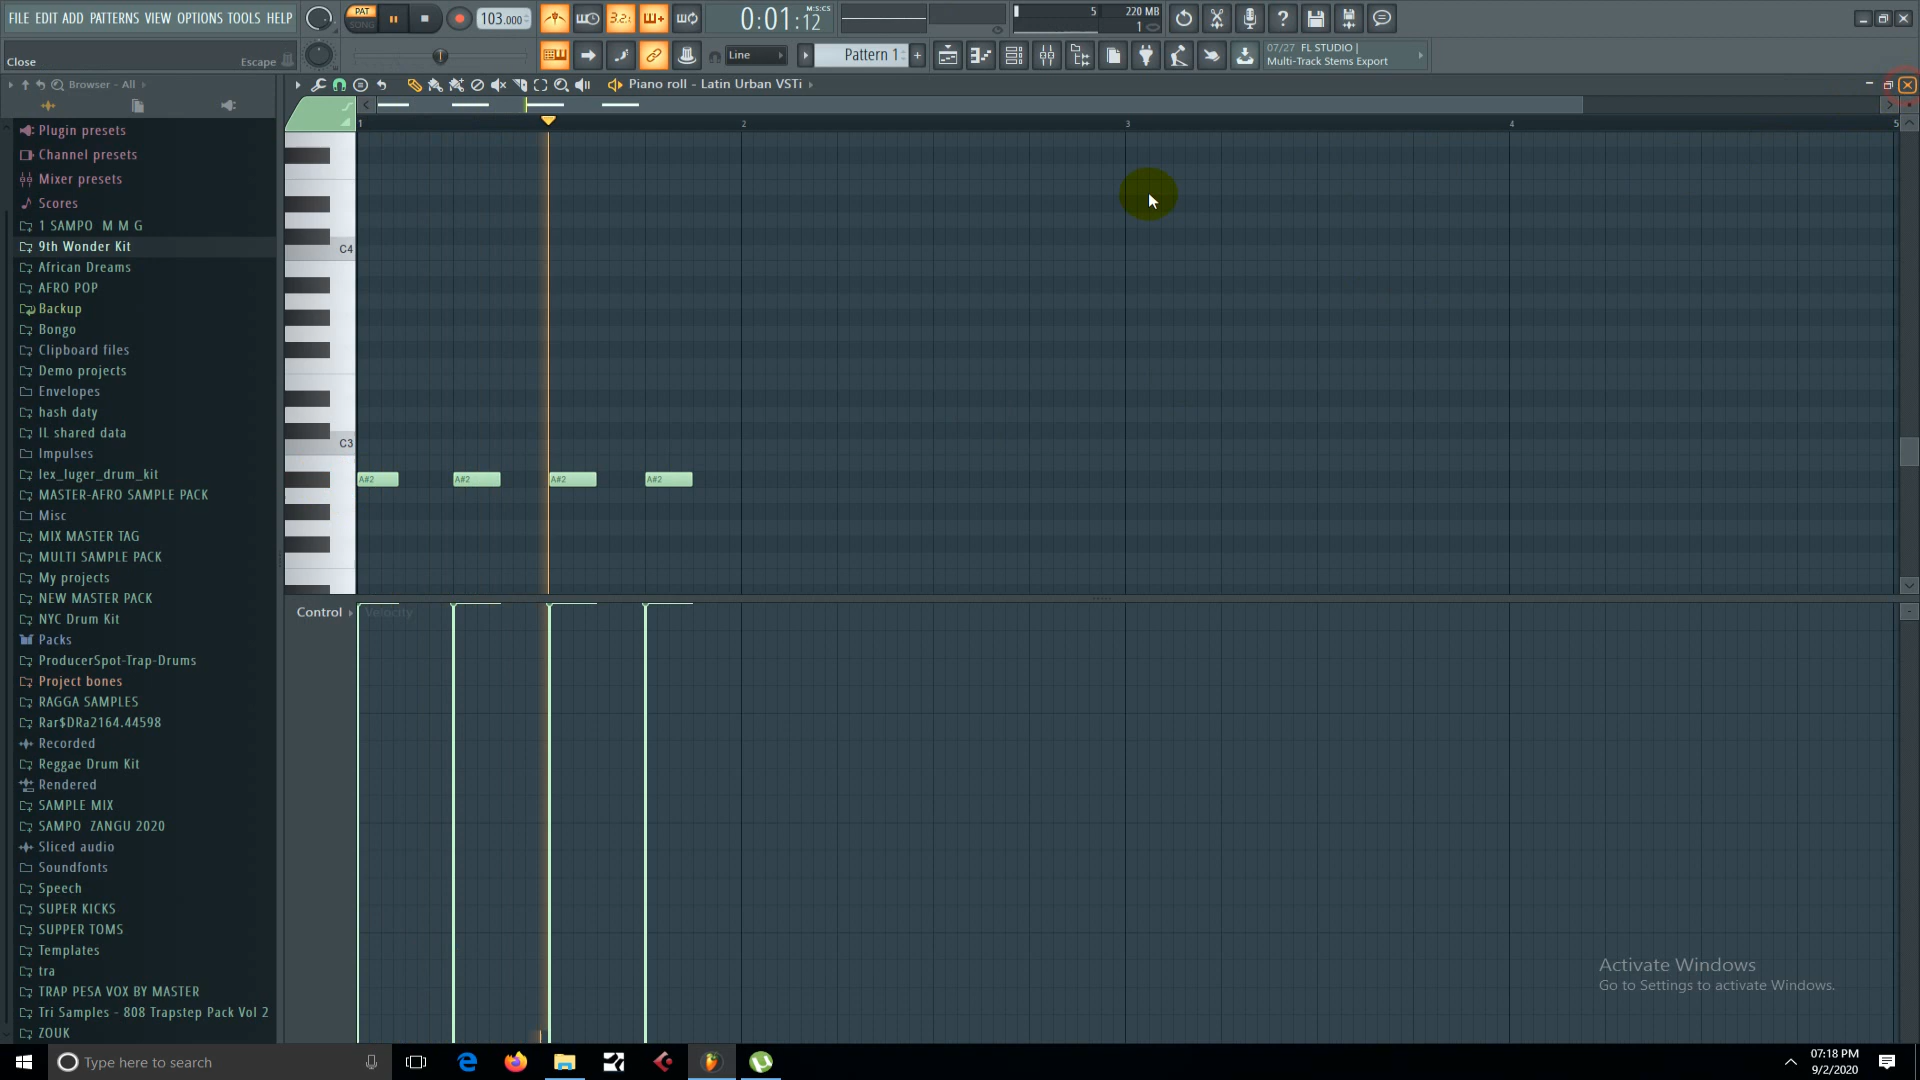 FILE EDIT ADD PATTERNS VIEW OPTIONS TOOLS HELP
PAT
SONG
103.000
3.2.
0:01:12
M:S:CS
5
220 MB
1
Close
Escape
Line
Pattern 1
+
07/27 FL STUDIO |
Multi-Track Stems Export
Browser - All
Piano roll - Latin Urban VSTi
Plugin presets
Channel presets
Mixer presets
Scores
1 SAMPO M M G
9th Wonder Kit
African Dreams
AFRO POP
Backup
Bongo
Clipboard files
Demo projects
Envelopes
hash daty
IL shared data
Impulses
lex_luger_drum_kit
MASTER-AFRO SAMPLE PACK
Misc
MIX MASTER TAG
MULTI SAMPLE PACK
My projects
NEW MASTER PACK
NYC Drum Kit
Packs
ProducerSpot-Trap-Drums
Project bones
RAGGA SAMPLES
Rar$DRa2164.44598
Recorded
Reggae Drum Kit
Rendered
SAMPLE MIX
SAMPO ZANGU 2020
Sliced audio
Soundfonts
Speech
SUPER KICKS
SUPPER TOMS
Templates
tra
TRAP PESA VOX BY MASTER
Tri Samples - 808 Trapstep Pack Vol 2
ZOUK
1 2 3 4 5
C4
C3
A#2 A#2 A#2 A#2
Control
Velocity
Activate Windows
Go to Settings to activate Windows.
Type here to search
07:18 PM
9/2/2020